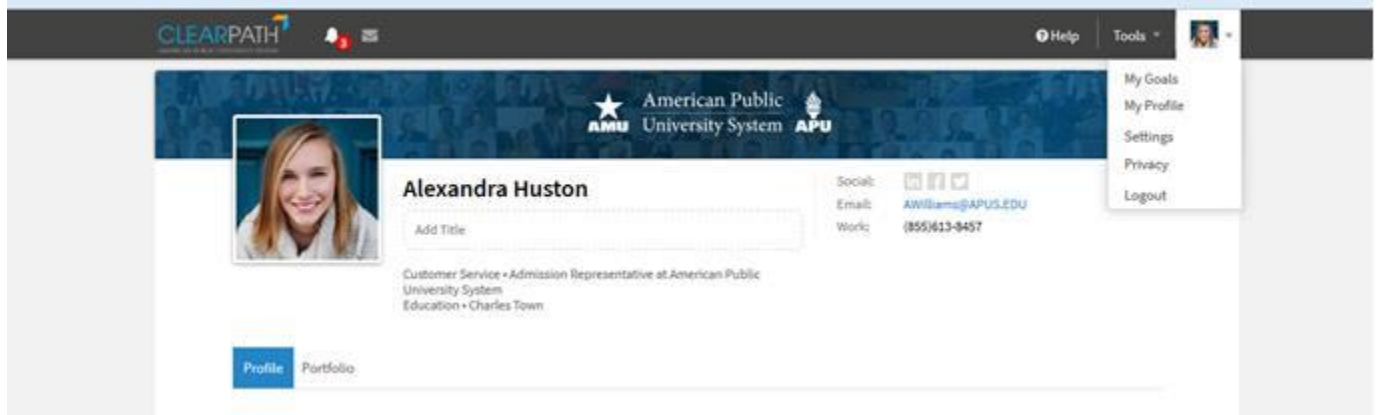 CLEARPATH
3
Help
Tools
My Goals
My Profile
Settings
Privacy
Logout
AMU
American Public
University System
APU
Alexandra Huston
Add Title
Customer Service • Admission Representative at American Public
University System
Education • Charles Town
Social:
Email: AWilliams@APUS.EDU
Work: (855)613-8457
Profile
Portfolio